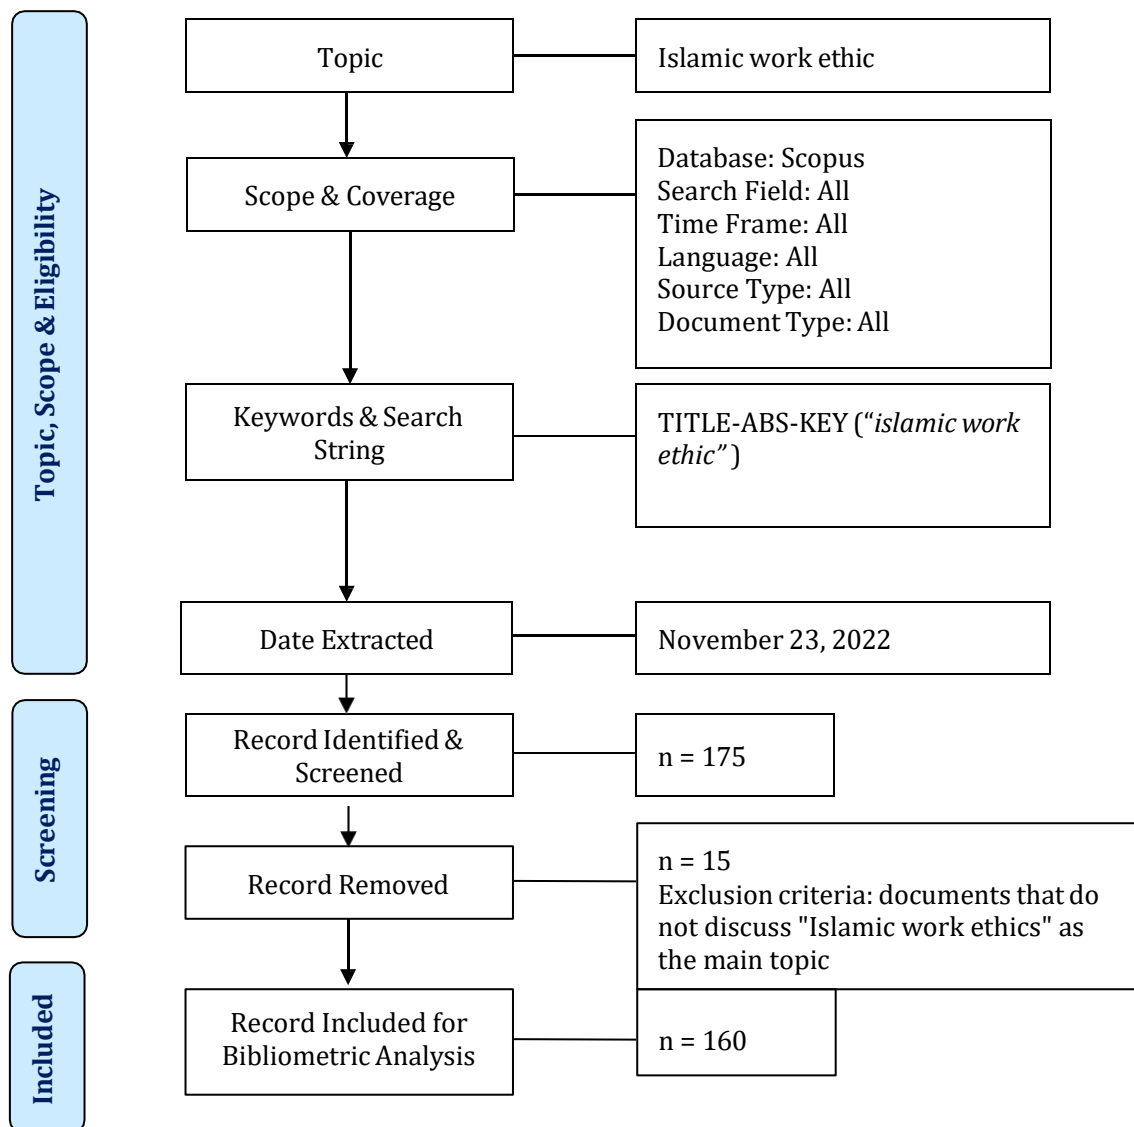 Topic, Scope & Eligibility
Topic
Islamic work ethic
Scope & Coverage
Database: Scopus
Search Field: All
Time Frame: All
Language: All
Source Type: All
Document Type: All
Keywords & Search
String
TITLE-ABS-KEY (“islamic work
ethic” )
Date Extracted
November 23, 2022
Screening
Record Identified &
Screened
n = 175
Record Removed
n = 15
Exclusion criteria: documents that do
not discuss "Islamic work ethics" as
the main topic
Included
Record Included for
Bibliometric Analysis
n = 160